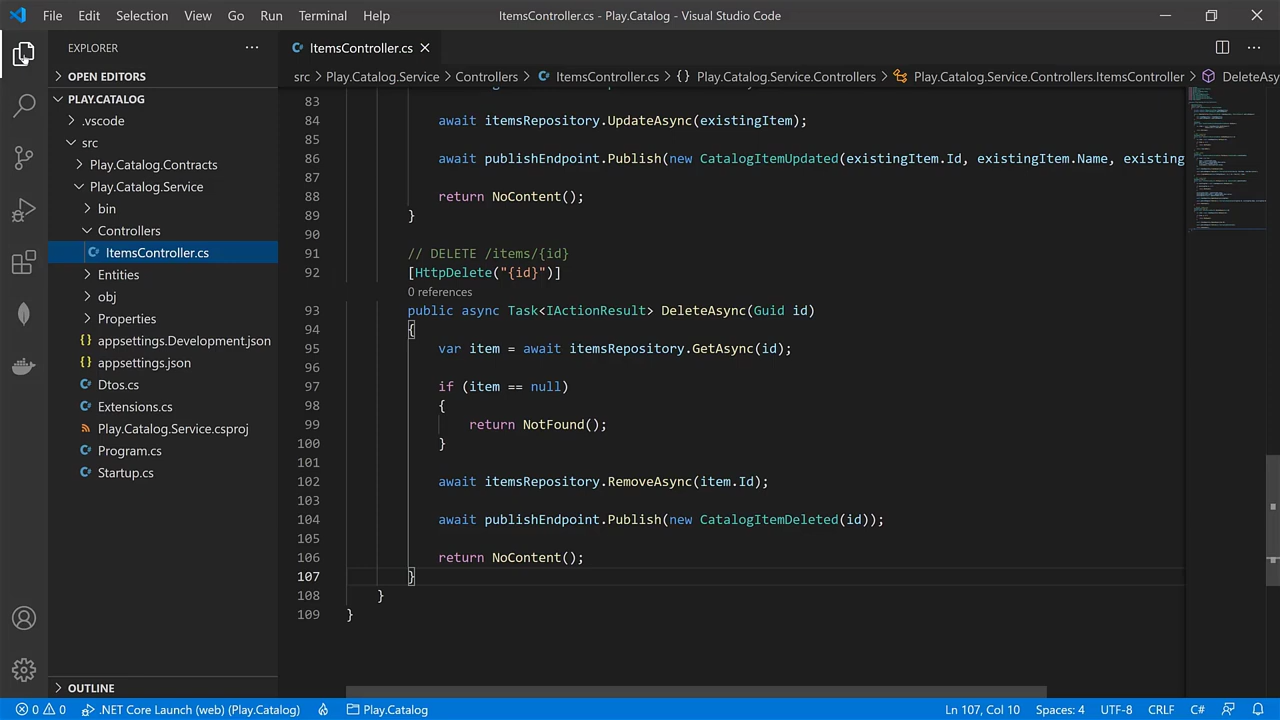 File Edit Selection View Go Run Terminal Help ItemsController.cs - Play.Catalog - Visual Studio Code
EXPLORER
OPEN EDITORS
PLAY.CATALOG
.vscode
src
Play.Catalog.Contracts
Play.Catalog.Service
bin
Controllers
ItemsController.cs
Entities
obj
Properties
appsettings.Development.json
appsettings.json
Dtos.cs
Extensions.cs
Play.Catalog.Service.csproj
Program.cs
Startup.cs
OUTLINE
ItemsController.cs
src > Play.Catalog.Service > Controllers > ItemsController.cs > {} Play.Catalog.Service.Controllers > Play.Catalog.Service.Controllers.ItemsController > DeleteAsy
83
84 await itemsRepository.UpdateAsync(existingItem);
85
86 await publishEndpoint.Publish(new CatalogItemUpdated(existingItem.Id, existingItem.Name, existing
87
88 return NoContent();
89 }
90
91 // DELETE /items/{id}
92 [HttpDelete("{id}")]
0 references
93 public async Task<IActionResult> DeleteAsync(Guid id)
94 {
95 var item = await itemsRepository.GetAsync(id);
96
97 if (item == null)
98 {
99 return NotFound();
100 }
101
102 await itemsRepository.RemoveAsync(item.Id);
103
104 await publishEndpoint.Publish(new CatalogItemDeleted(id));
105
106 return NoContent();
107 }
108 }
109 }
0 0 .NET Core Launch (web) (Play.Catalog) Play.Catalog Ln 107, Col 10 Spaces: 4 UTF-8 CRLF C#